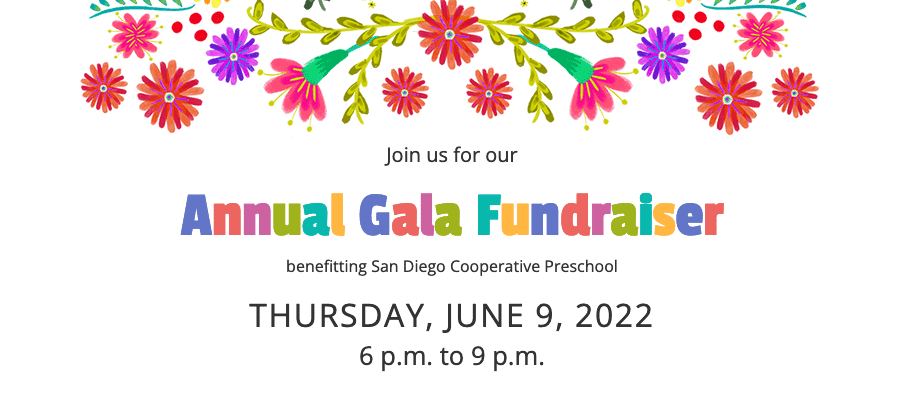 Join us for our
Annual Gala Fundraiser
benefitting San Diego Cooperative Preschool
THURSDAY, JUNE 9, 2022
6 p.m. to 9 p.m.